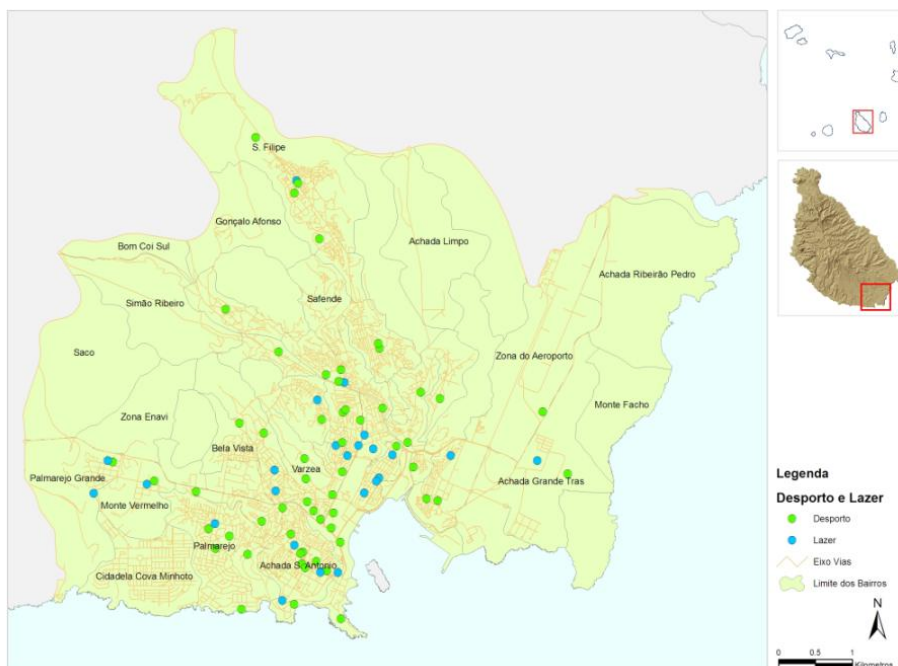 S. Filipe
Gonçalo Afonso
Bom Coi Sul
Achada Limpo
Achada Ribeirão Pedro
Simão Ribeiro
Safende
Saco
Zona do Aeroporto
Zona Enavi
Monte Facho
Bela Vista
Varzea
Palmarejo Grande
Achada Grande Tras
Monte Vermelho
Palmarejo
Achada S. Antonio
Cidadela Cova Minhoto
Legenda
Desporto e Lazer
Desporto
Lazer
Eixo Vias
Limite dos Bairros
N
0 0.5 1
Kilometros